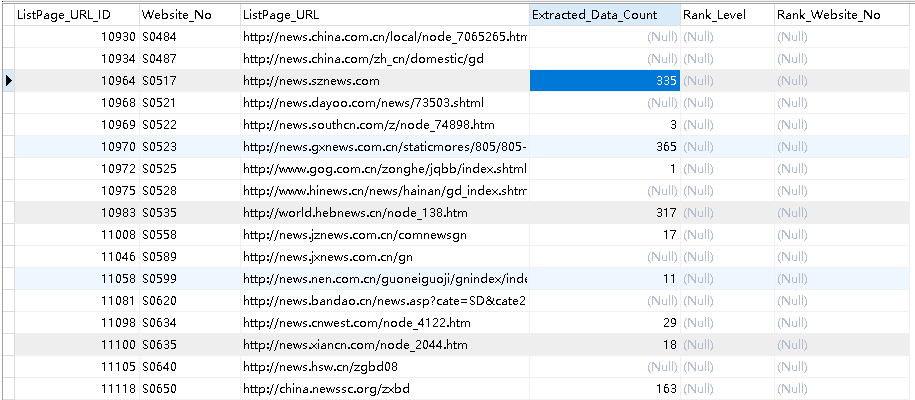 ListPage_URL_ID Website_No ListPage_URL Extracted_Data_Count Rank_Level Rank_Website_No
10930 S0484 http://news.china.com.cn/local/node_7065265.htm (Null) (Null) (Null)
10934 S0487 http://news.china.com/zh_cn/domestic/gd (Null) (Null) (Null)
10964 S0517 http://news.sznews.com 335 (Null) (Null)
10968 S0521 http://news.dayoo.com/news/73503.shtml (Null) (Null) (Null)
10969 S0522 http://news.southcn.com/z/node_74898.htm 3 (Null) (Null)
10970 S0523 http://news.gxnews.com.cn/staticmores/805/805- 365 (Null) (Null)
10972 S0525 http://www.gog.com.cn/zonghe/jqbb/index.shtml 1 (Null) (Null)
10975 S0528 http://www.hinews.cn/news/hainan/gd_index.shtm (Null) (Null) (Null)
10983 S0535 http://world.hebnews.cn/node_138.htm 317 (Null) (Null)
11008 S0558 http://news.jznews.com.cn/comnewsgn 17 (Null) (Null)
11046 S0589 http://news.jxnews.com.cn/gn (Null) (Null) (Null)
11058 S0599 http://news.nen.com.cn/guoneiguoji/gnindex/inde 11 (Null) (Null)
11081 S0620 http://news.bandao.cn/news.asp?cate=SD&cate2 (Null) (Null) (Null)
11098 S0634 http://news.cnwest.com/node_4122.htm 29 (Null) (Null)
11100 S0635 http://news.xiancn.com/node_2044.htm 18 (Null) (Null)
11105 S0640 http://news.hsw.cn/zgbd08 (Null) (Null) (Null)
11118 S0650 http://china.newssc.org/zxbd 163 (Null) (Null)